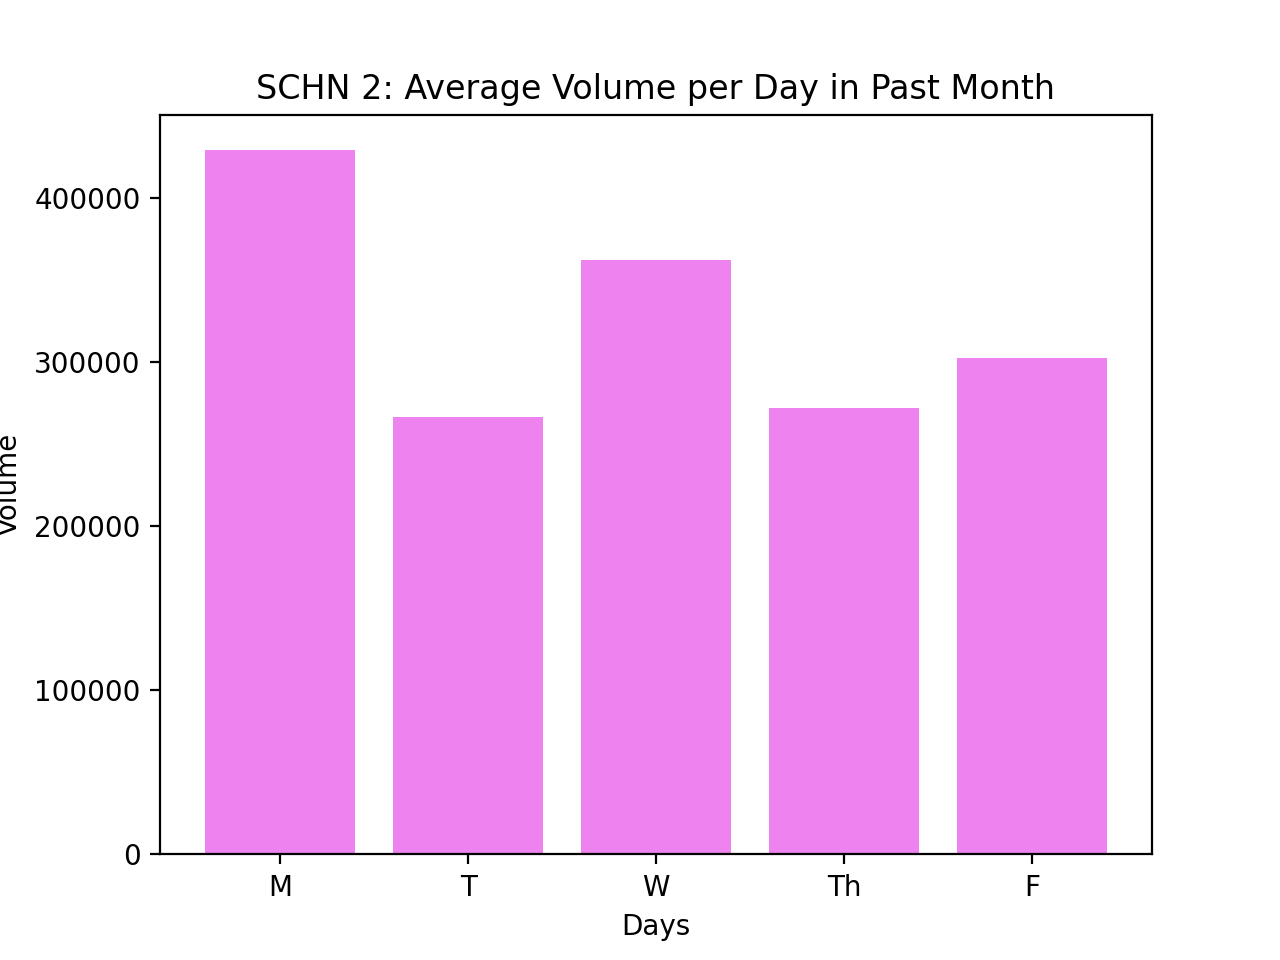 SCHN 2: Average Volume per Day in Past Month
Volume
400000
300000
200000
100000
0
M T W Th F
Days